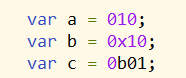 var a = 010;
var b = 0x10;
var c = 0b01;